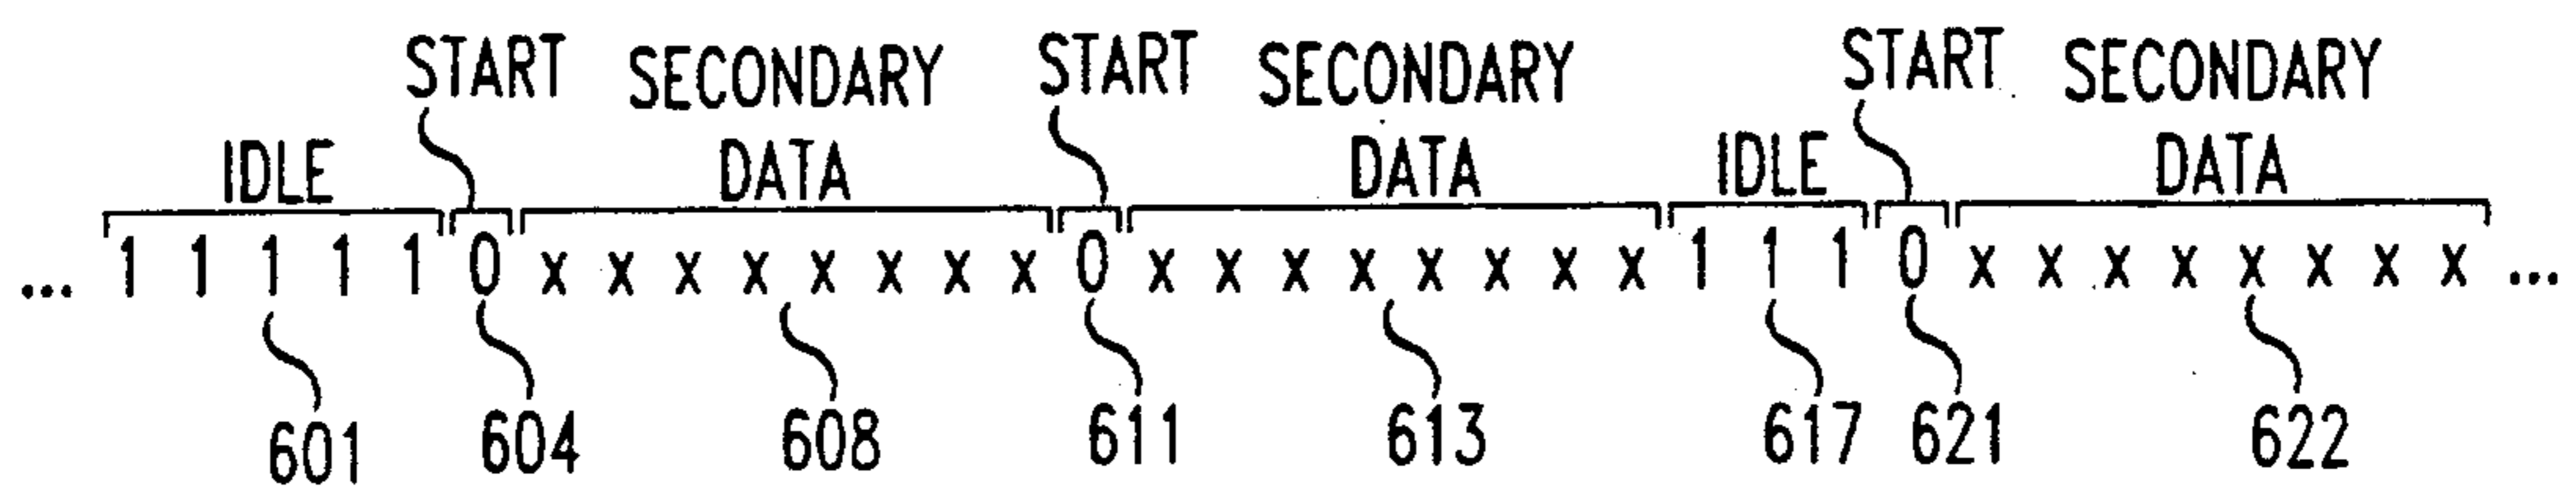 START SECONDARY START SECONDARY START SECONDARY
IDLE DATA DATA IDLE DATA
... 1 1 1 1 1 0 x x x x x x x x 0 x x x x x x x x 1 1 1 0 x x x x x x x x ...
601 604 608 611 613 617 621 622